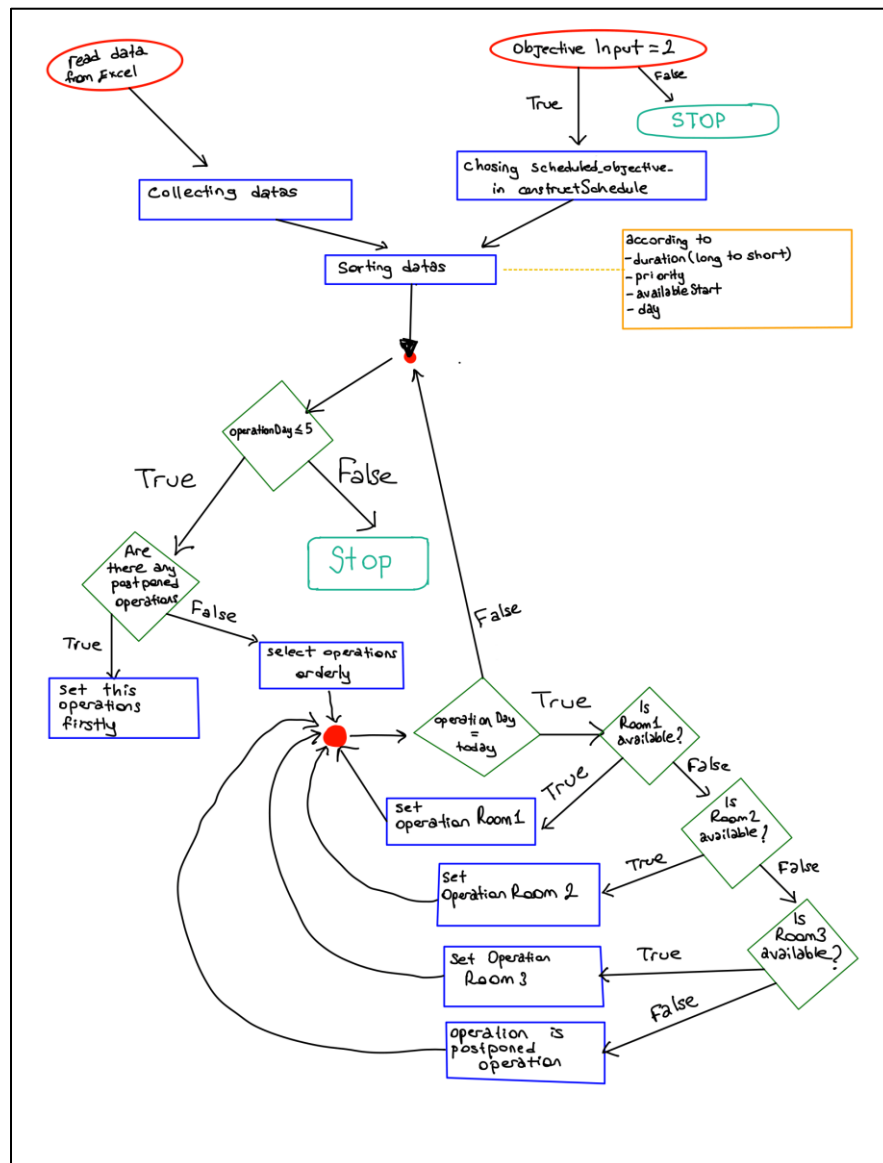 read data
from Excel
Objective Input = 2
True
False
STOP
Collecting datas
chosing scheduled_objective_
in constructSchedule
Sorting datas
according to
-duration (long to short)
-priority
-available Start
- day
operationDay ≤ 5
True
False
Stop
Are
there any
postponed
operations
True
False
set this
operations
firstly
select operations
orderly
False
operation Day
=
today
True
Is
Room1
available?
True
False
set
operation Room 1
Is
Room2
available?
True
False
set
Operation Room 2
Is
Room3
available?
True
False
set Operation
Room 3
operation is
postponed
operation